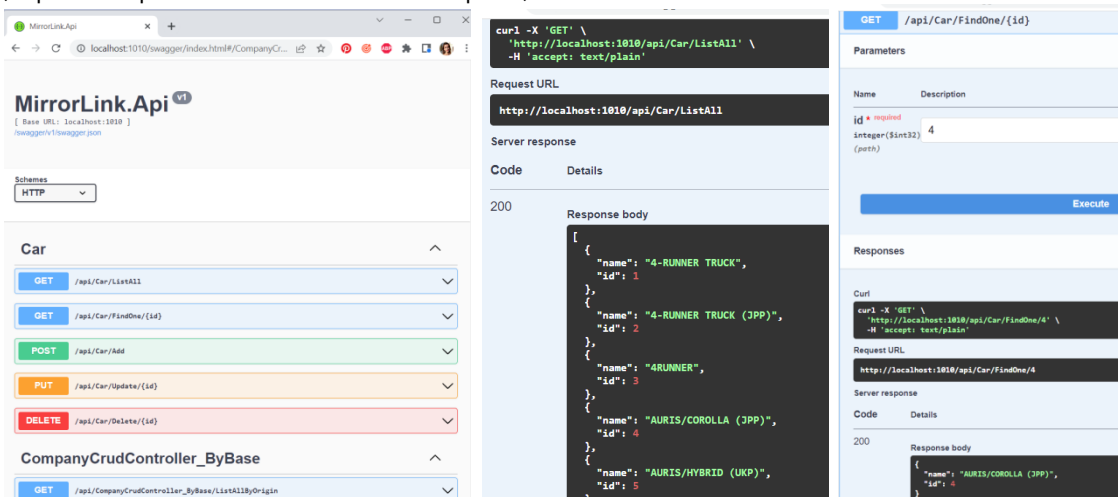 MirrorLink.Api
localhost:1010/swagger/index.html#/CompanyCr...
MirrorLink.Api v1
[ Base URL: localhost:1010 ]
/swagger/v1/swagger.json
Schemes
HTTP
Car
GET /api/Car/ListAll
GET /api/Car/FindOne/{id}
POST /api/Car/Add
PUT /api/Car/Update/{id}
DELETE /api/Car/Delete/{id}
CompanyCrudController_ByBase
GET /api/CompanyCrudController_ByBase/ListAllByOrigin
curl -X 'GET' \
'http://localhost:1010/api/Car/ListAll' \
-H 'accept: text/plain'
Request URL
http://localhost:1010/api/Car/ListAll
Server response
Code Details
200
Response body
[
{
"name": "4-RUNNER TRUCK",
"id": 1
},
{
"name": "4-RUNNER TRUCK (JPP)",
"id": 2
},
{
"name": "4RUNNER",
"id": 3
},
{
"name": "AURIS/COROLLA (JPP)",
"id": 4
},
{
"name": "AURIS/HYBRID (UKP)",
"id": 5
GET /api/Car/FindOne/{id}
Parameters
Name Description
id * required
integer($int32) 4
(path)
Execute
Responses
Curl
curl -X 'GET' \
'http://localhost:1010/api/Car/FindOne/4' \
-H 'accept: text/plain'
Request URL
http://localhost:1010/api/Car/FindOne/4
Server response
Code Details
200
Response body
{
"name": "AURIS/COROLLA (JPP)",
"id": 4
}